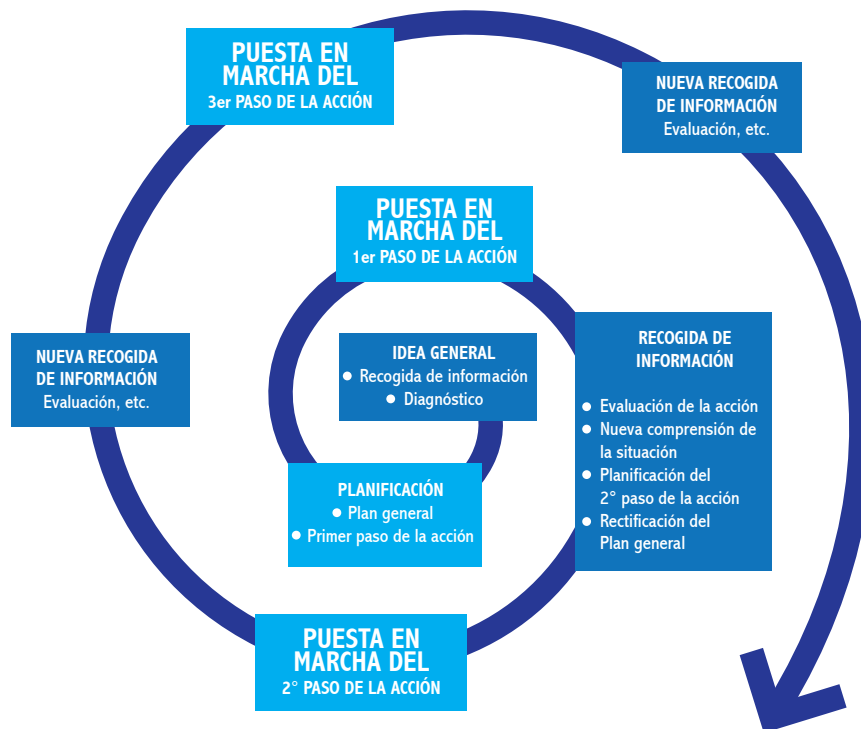 PUESTA EN
MARCHA DEL
3er PASO DE LA ACCIÓN
NUEVA RECOGIDA
DE INFORMACIÓN
Evaluación, etc.
PUESTA EN
MARCHA DEL
1er PASO DE LA ACCIÓN
IDEA GENERAL
● Recogida de información
● Diagnóstico
RECOGIDA DE
INFORMACIÓN
● Evaluación de la acción
● Nueva comprensión de
la situación
● Planificación del
2° paso de la acción
● Rectificación del
Plan general
NUEVA RECOGIDA
DE INFORMACIÓN
Evaluación, etc.
PLANIFICACIÓN
● Plan general
● Primer paso de la acción
PUESTA EN
MARCHA DEL
2° PASO DE LA ACCIÓN